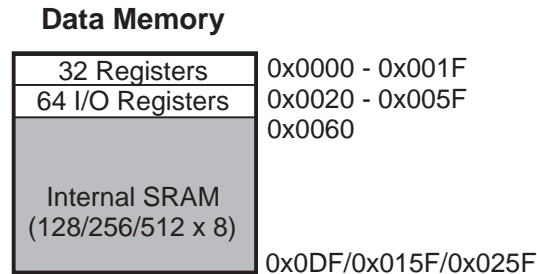 Data Memory
32 Registers 0x0000 - 0x001F
64 I/O Registers 0x0020 - 0x005F
0x0060
Internal SRAM
(128/256/512 x 8)
0x0DF/0x015F/0x025F